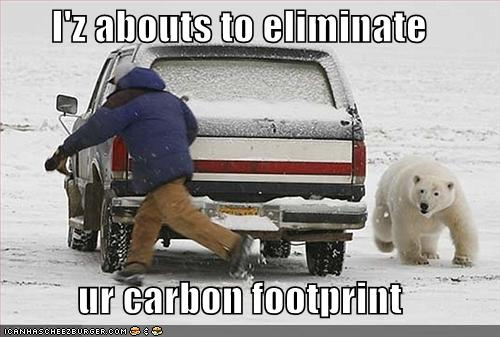 I'z abouts to eliminate
ur carbon footprint
ICANHASCHEEZBURGER.COM